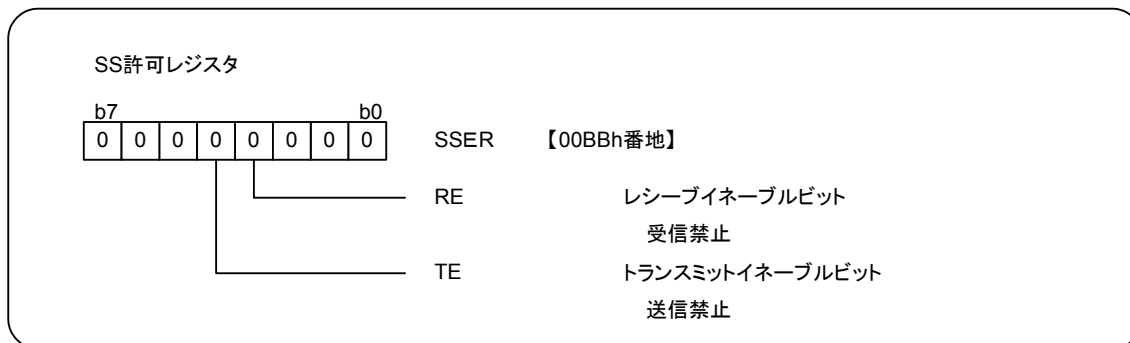 SS許可レジスタ
b7 b0
0 0 0 0 0 0 0 0 SSER 【00BBh番地】
RE レシーブイネーブルビット
受信禁止
TE トランスミットイネーブルビット
送信禁止